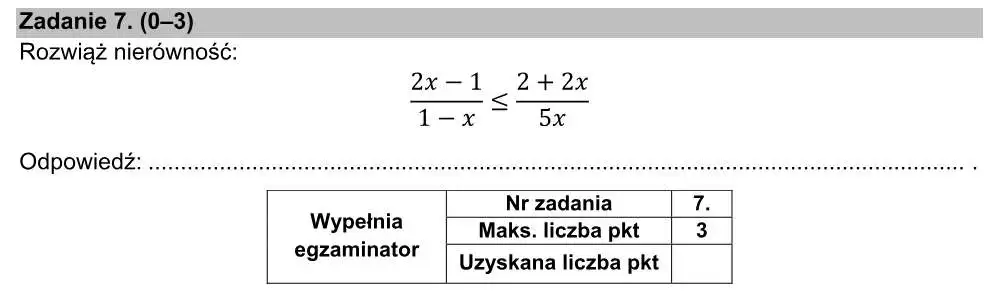 Zadanie 7. (0–3)
Rozwiąż nierówność:
(2x − 1)/(1 − x) ≤ (2 + 2x)/(5x)
Odpowiedź: ................................................................................................................................ .
Wypełnia egzaminator
Nr zadania 7.
Maks. liczba pkt 3
Uzyskana liczba pkt